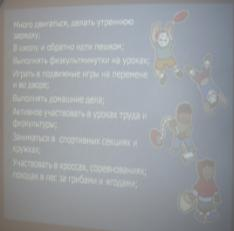 Много двигаться, делать утреннюю
зарядку;
В школу и обратно идти пешком;
Выполнять физкультминутки на уроках;
Играть в подвижные игры на перемене
и во дворе;
Выполнять домашние дела;
Активное участвовать в уроках труда и
физкультуры;
Заниматься в спортивных секциях и
кружках;
Участвовать в кроссах, соревнованиях;
походах в лес за грибами и ягодами;